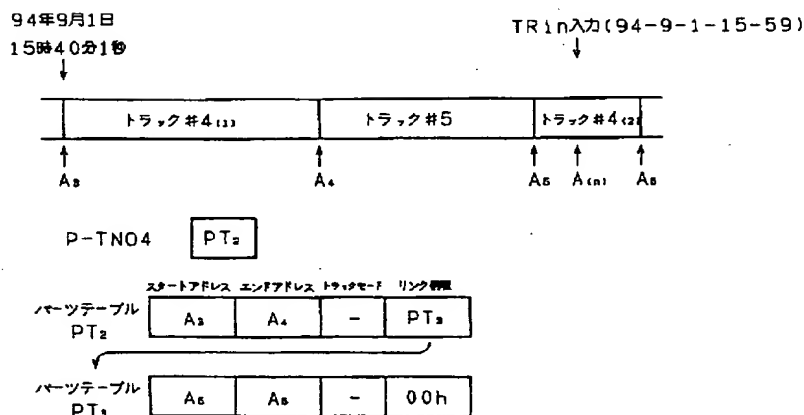 94年9月1日
15時40分1秒
TRin入力(94-9-1-15-59)
トラック#4(1) トラック#5 トラック#4(2)
A3 A4 A5 A(n) A6
P-TNO4 PT2
スタートアドレス エンドアドレス トラックモード リンク情報
パーツテーブル PT2 A3 A4 - PT3
パーツテーブル PT3 A5 A6 - 00h